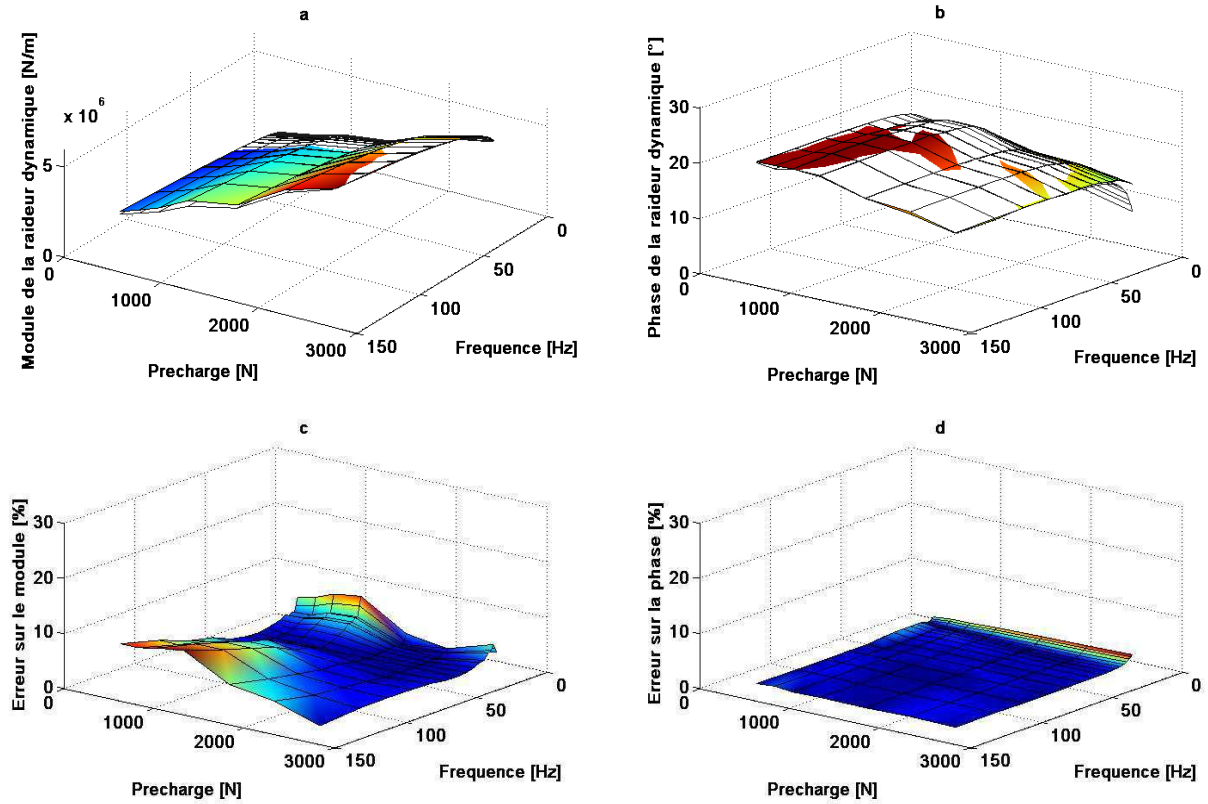 a
Module de la raideur dynamique [N/m]
x 10^6
5
0
0
1000
2000
3000
150
100
50
0
Precharge [N]
Frequence [Hz]
b
Phase de la raideur dynamique [°]
30
20
10
0
0
1000
2000
3000
150
100
50
0
Precharge [N]
Frequence [Hz]
c
Erreur sur le module [%]
30
20
10
0
0
1000
2000
3000
150
100
50
0
Precharge [N]
Frequence [Hz]
d
Erreur sur la phase [%]
30
20
10
0
0
1000
2000
3000
150
100
50
0
Precharge [N]
Frequence [Hz]